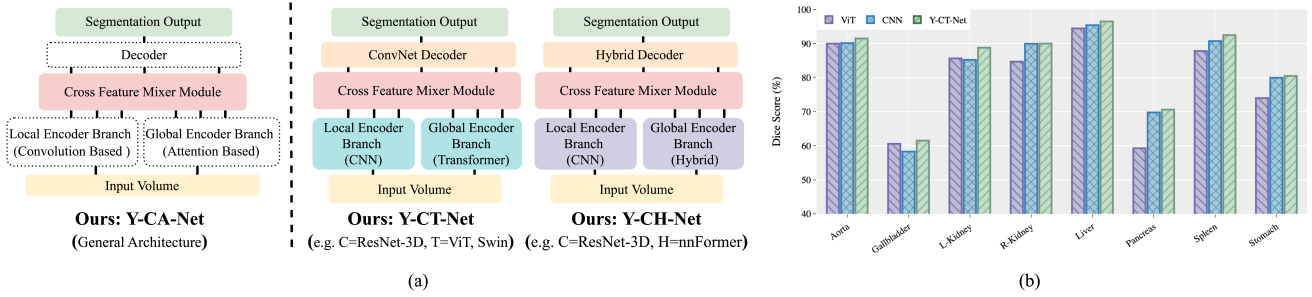 Segmentation Output
Decoder
Cross Feature Mixer Module
Local Encoder Branch
(Convolution Based )
Global Encoder Branch
(Attention Based)
Input Volume
Ours: Y-CA-Net
(General Architecture)
Segmentation Output
ConvNet Decoder
Cross Feature Mixer Module
Local Encoder
Branch
(CNN)
Global Encoder
Branch
(Transformer)
Input Volume
Ours: Y-CT-Net
(e.g. C=ResNet-3D, T=ViT, Swin)
Segmentation Output
Hybrid Decoder
Cross Feature Mixer Module
Local Encoder
Branch
(CNN)
Global Encoder
Branch
(Hybrid)
Input Volume
Ours: Y-CH-Net
(e.g. C=ResNet-3D, H=nnFormer)
(a)
ViT
CNN
Y-CT-Net
Dice Score (%)
100
90
80
70
60
50
40
Aorta
Gallbladder
L-Kidney
R-Kidney
Liver
Pancreas
Spleen
Stomach
(b)